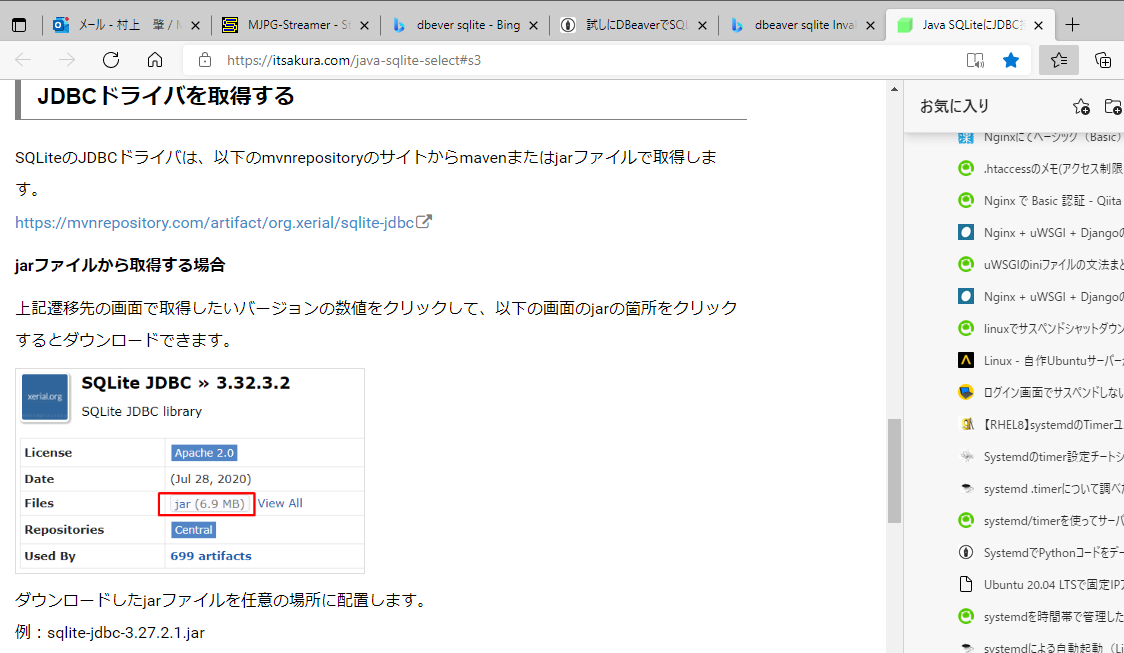 メール - 村上 肇 /
MJPG-Streamer - S
dbever sqlite - Bing
試しにDBeaverでSQL
dbeaver sqlite Inval
Java SQLiteにJDBC
https://itsakura.com/java-sqlite-select#s3
JDBCドライバを取得する
SQLiteのJDBCドライバは、以下のmvnrepositoryのサイトからmavenまたはjarファイルで取得しま
す。
https://mvnrepository.com/artifact/org.xerial/sqlite-jdbc
jarファイルから取得する場合
上記遷移先の画面で取得したいバージョンの数値をクリックして、以下の画面のjarの箇所をクリック
するとダウンロードできます。
xerial.org
SQLite JDBC » 3.32.3.2
SQLite JDBC library
License Apache 2.0
Date (Jul 28, 2020)
Files jar (6.9 MB) View All
Repositories Central
Used By 699 artifacts
ダウンロードしたjarファイルを任意の場所に配置します。
例：sqlite-jdbc-3.27.2.1.jar
お気に入り
Nginxにてベーシック（Basic）
.htaccessのメモ(アクセス制限
Nginx で Basic 認証 - Qiita
Nginx + uWSGI + Djangoの
uWSGIのiniファイルの文法まと
Nginx + uWSGI + Djangoの
linuxでサスペンドシャットダウン
Linux - 自作Ubuntuサーバーが
ログイン画面でサスペンドしない
【RHEL8】systemdのTimerユ
Systemdのtimer設定チートシ
systemd .timerについて調べた
systemd/timerを使ってサーバ
SystemdでPythonコードをデー
Ubuntu 20.04 LTSで固定IPア
systemdを時間帯で管理した
systemdによる自動起動（Li